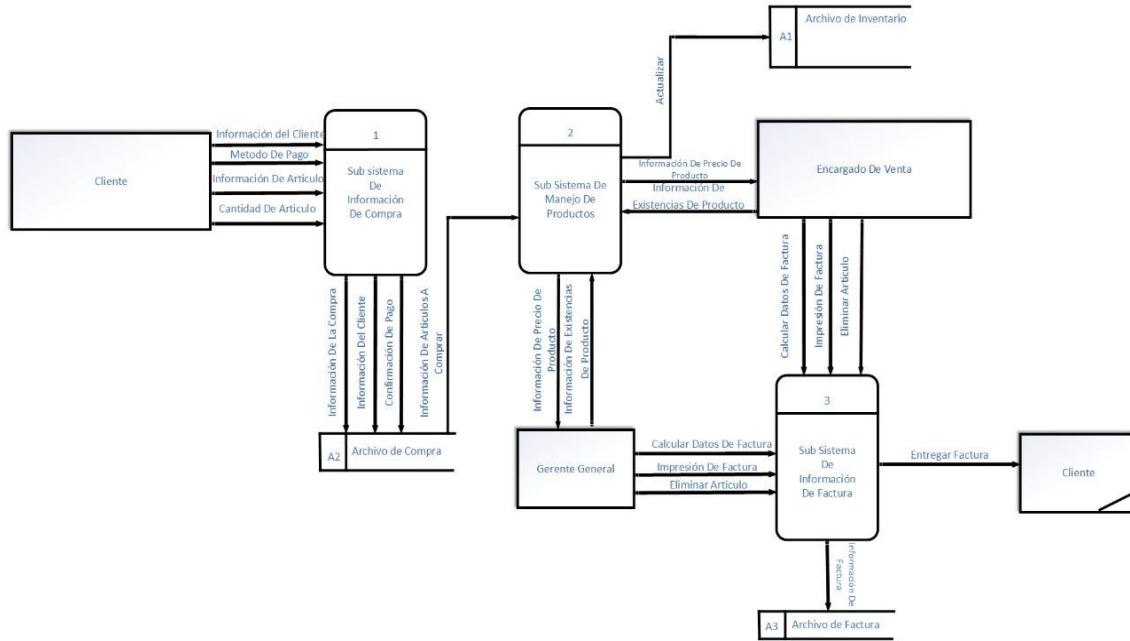 Archivo de Inventario
A1
Actualizar
Cliente
Información del Cliente
Metodo De Pago
Información De Articulo
Cantidad De Articulo
1
Sub sistema
De
Información
De Compra
2
Sub Sistema De
Manejo De
Productos
Información De Precio De
Producto
Información De
Existencias De Producto
Encargado De Venta
Información De La Compra
Información Del Cliente
Confirmación De Pago
Información De Articulos A
Comprar
A2
Archivo de Compra
Información De Precio De
Producto
Información De Existencias
De Producto
Calcular Datos De Factura
Impresión De Factura
Eliminar Articulo
Gerente General
Calcular Datos De Factura
Impresión De Factura
Eliminar Articulo
3
Sub Sistema
De
Información
De Factura
Entregar Factura
Cliente
Información De
Factura
A3
Archivo de Factura